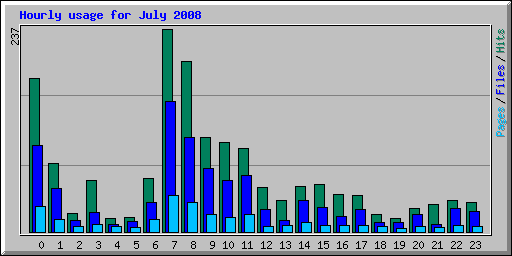 Hourly usage for July 2008
237
Pages / Files / Hits
0 1 2 3 4 5 6 7 8 9 10 11 12 13 14 15 16 17 18 19 20 21 22 23